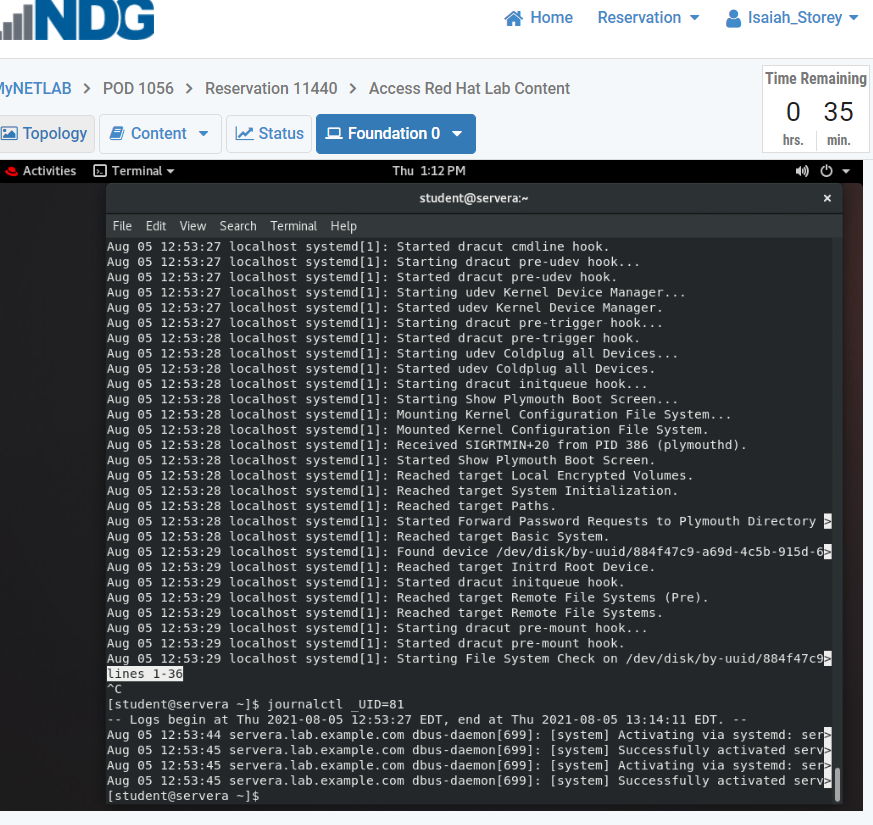 NDG
Home
Reservation
Isaiah_Storey
MyNETLAB > POD 1056 > Reservation 11440 > Access Red Hat Lab Content
Time Remaining
0 35
hrs. min.
Topology
Content
Status
Foundation 0
Activities
Terminal
Thu 1:12 PM
student@servera:~
×
File Edit View Search Terminal Help
Aug 05 12:53:27 localhost systemd[1]: Started dracut cmdline hook.
Aug 05 12:53:27 localhost systemd[1]: Starting dracut pre-udev hook...
Aug 05 12:53:27 localhost systemd[1]: Started dracut pre-udev hook.
Aug 05 12:53:27 localhost systemd[1]: Starting udev Kernel Device Manager...
Aug 05 12:53:27 localhost systemd[1]: Started udev Kernel Device Manager.
Aug 05 12:53:27 localhost systemd[1]: Starting dracut pre-trigger hook...
Aug 05 12:53:28 localhost systemd[1]: Started dracut pre-trigger hook.
Aug 05 12:53:28 localhost systemd[1]: Starting udev Coldplug all Devices...
Aug 05 12:53:28 localhost systemd[1]: Started udev Coldplug all Devices.
Aug 05 12:53:28 localhost systemd[1]: Starting dracut initqueue hook...
Aug 05 12:53:28 localhost systemd[1]: Starting Show Plymouth Boot Screen...
Aug 05 12:53:28 localhost systemd[1]: Mounting Kernel Configuration File System...
Aug 05 12:53:28 localhost systemd[1]: Mounted Kernel Configuration File System.
Aug 05 12:53:28 localhost systemd[1]: Received SIGRTMIN+20 from PID 386 (plymouthd).
Aug 05 12:53:28 localhost systemd[1]: Started Show Plymouth Boot Screen.
Aug 05 12:53:28 localhost systemd[1]: Reached target Local Encrypted Volumes.
Aug 05 12:53:28 localhost systemd[1]: Reached target System Initialization.
Aug 05 12:53:28 localhost systemd[1]: Reached target Paths.
Aug 05 12:53:28 localhost systemd[1]: Started Forward Password Requests to Plymouth Directory >
Aug 05 12:53:28 localhost systemd[1]: Reached target Basic System.
Aug 05 12:53:29 localhost systemd[1]: Found device /dev/disk/by-uuid/884f47c9-a69d-4c5b-915d-6>
Aug 05 12:53:29 localhost systemd[1]: Reached target Initrd Root Device.
Aug 05 12:53:29 localhost systemd[1]: Started dracut initqueue hook.
Aug 05 12:53:29 localhost systemd[1]: Reached target Remote File Systems (Pre).
Aug 05 12:53:29 localhost systemd[1]: Reached target Remote File Systems.
Aug 05 12:53:29 localhost systemd[1]: Starting dracut pre-mount hook...
Aug 05 12:53:29 localhost systemd[1]: Started dracut pre-mount hook.
Aug 05 12:53:29 localhost systemd[1]: Starting File System Check on /dev/disk/by-uuid/884f47c9>
lines 1-36
^C
[student@servera ~]$ journalctl _UID=81
-- Logs begin at Thu 2021-08-05 12:53:27 EDT, end at Thu 2021-08-05 13:14:11 EDT. --
Aug 05 12:53:44 servera.lab.example.com dbus-daemon[699]: [system] Activating via systemd: ser>
Aug 05 12:53:45 servera.lab.example.com dbus-daemon[699]: [system] Successfully activated serv>
Aug 05 12:53:45 servera.lab.example.com dbus-daemon[699]: [system] Activating via systemd: ser>
Aug 05 12:53:45 servera.lab.example.com dbus-daemon[699]: [system] Successfully activated serv>
[student@servera ~]$